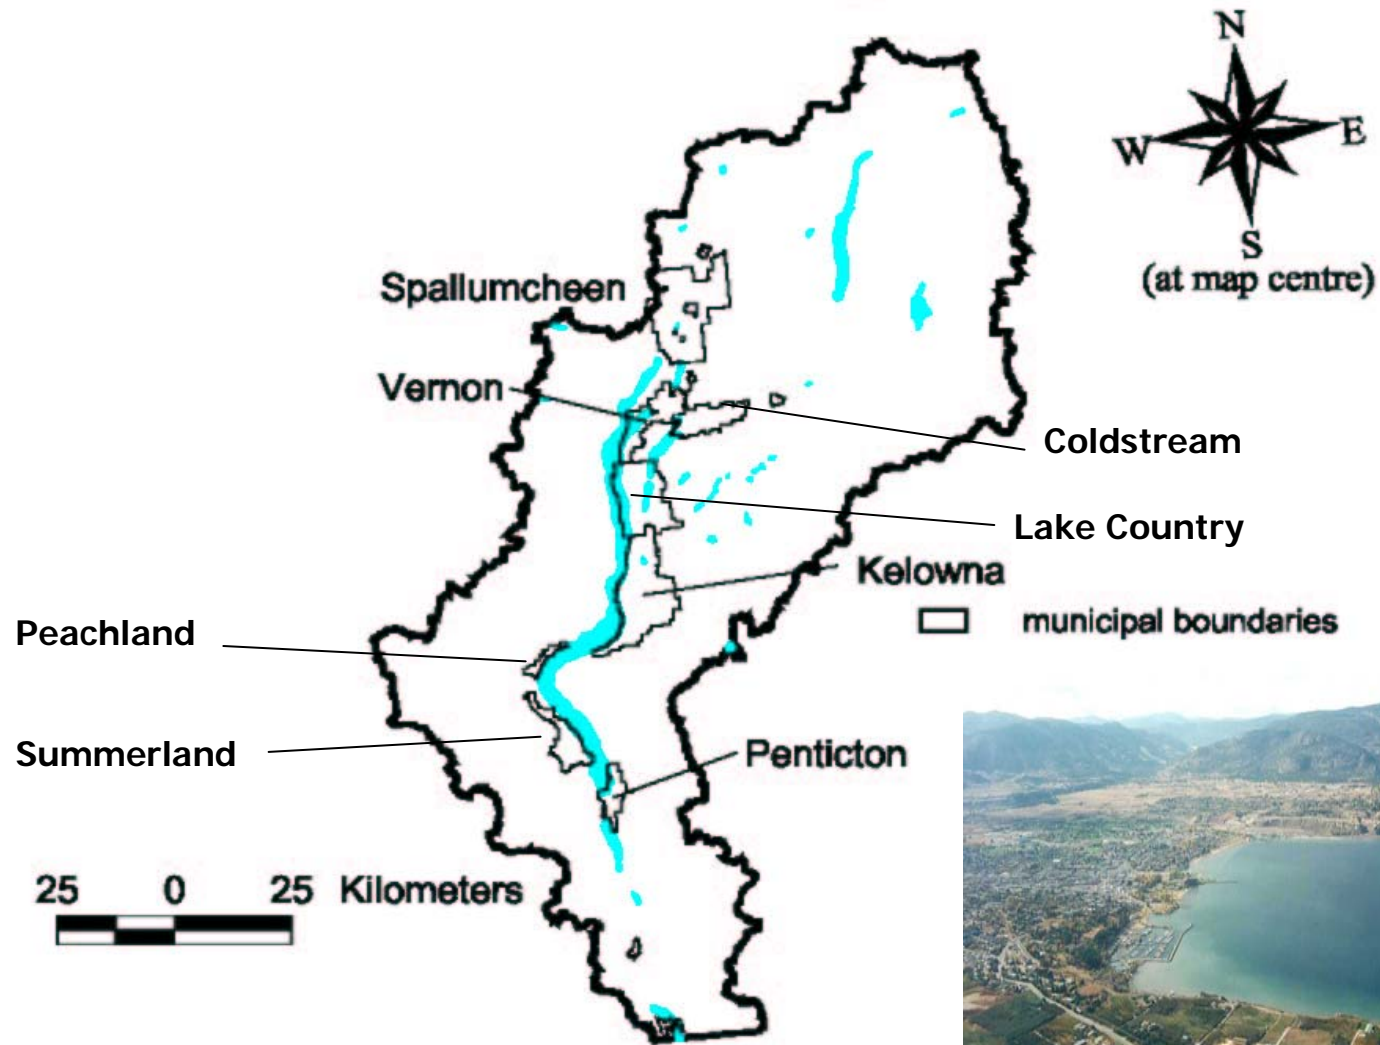 N
W
E
S
(at map centre)
Spallumcheen
Vernon
Coldstream
Lake Country
Kelowna
municipal boundaries
Peachland
Summerland
Penticton
25 0 25 Kilometers